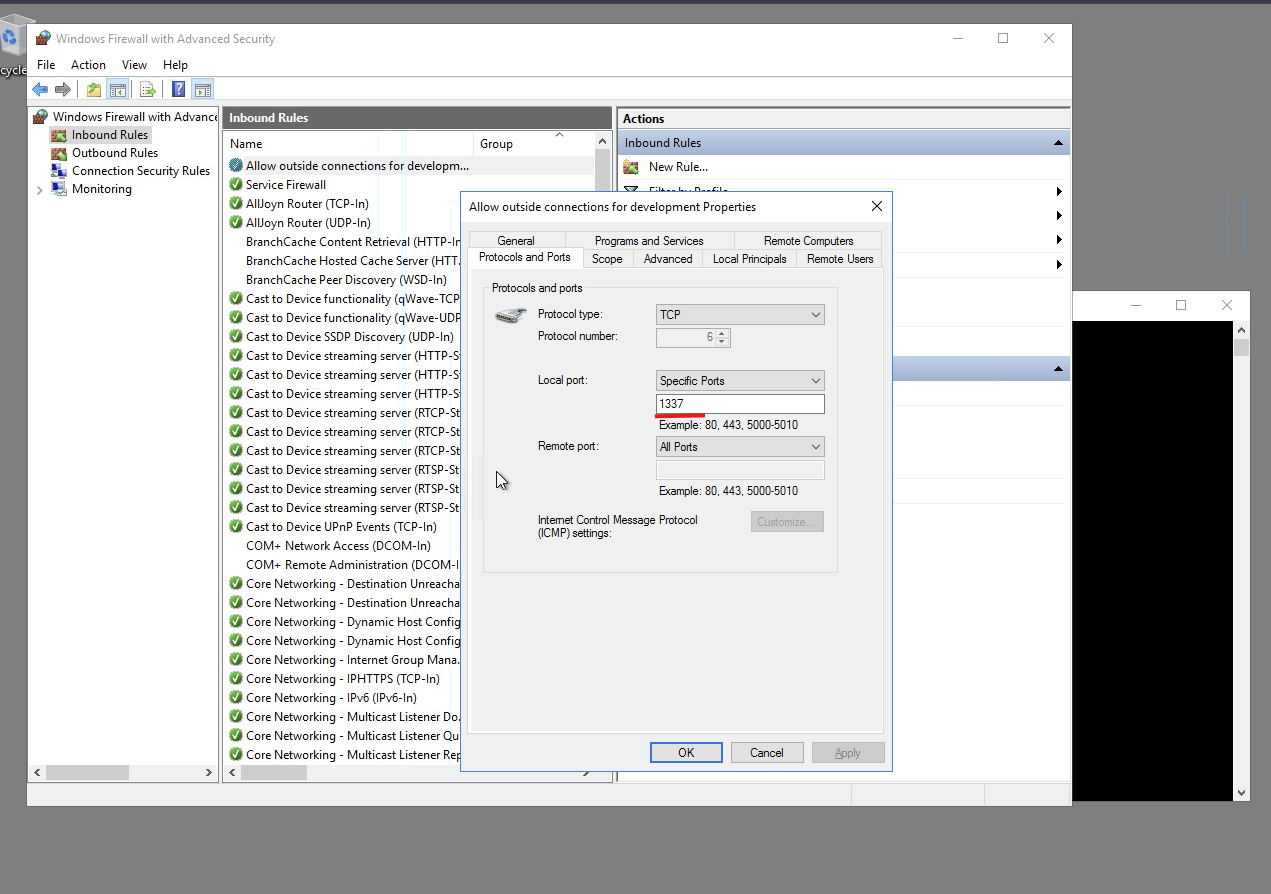 cycle
Windows Firewall with Advanced Security
File Action View Help
Windows Firewall with Advance
Inbound Rules
Outbound Rules
Connection Security Rules
Monitoring
Inbound Rules
Name Group
Allow outside connections for developm...
Service Firewall
AllJoyn Router (TCP-In)
AllJoyn Router (UDP-In)
BranchCache Content Retrieval (HTTP-In
BranchCache Hosted Cache Server (HTT
BranchCache Peer Discovery (WSD-In)
Cast to Device functionality (qWave-TCP
Cast to Device functionality (qWave-UDP
Cast to Device SSDP Discovery (UDP-In)
Cast to Device streaming server (HTTP-S
Cast to Device streaming server (HTTP-S
Cast to Device streaming server (HTTP-S
Cast to Device streaming server (RTCP-St
Cast to Device streaming server (RTCP-St
Cast to Device streaming server (RTCP-St
Cast to Device streaming server (RTSP-St
Cast to Device streaming server (RTSP-St
Cast to Device streaming server (RTSP-St
Cast to Device UPnP Events (TCP-In)
COM+ Network Access (DCOM-In)
COM+ Remote Administration (DCOM-I
Core Networking - Destination Unreacha
Core Networking - Destination Unreacha
Core Networking - Dynamic Host Config
Core Networking - Dynamic Host Config
Core Networking - Internet Group Mana.
Core Networking - IPHTTPS (TCP-In)
Core Networking - IPv6 (IPv6-In)
Core Networking - Multicast Listener Do.
Core Networking - Multicast Listener Qu
Core Networking - Multicast Listener Rep
Actions
Inbound Rules
New Rule...
Filter by Profile
Allow outside connections for development Properties
General Programs and Services Remote Computers
Protocols and Ports Scope Advanced Local Principals Remote Users
Protocols and ports
Protocol type: TCP
Protocol number: 6
Local port: Specific Ports
1337
Example: 80, 443, 5000-5010
Remote port: All Ports
Example: 80, 443, 5000-5010
Internet Control Message Protocol
(ICMP) settings:
Customize...
OK Cancel Apply